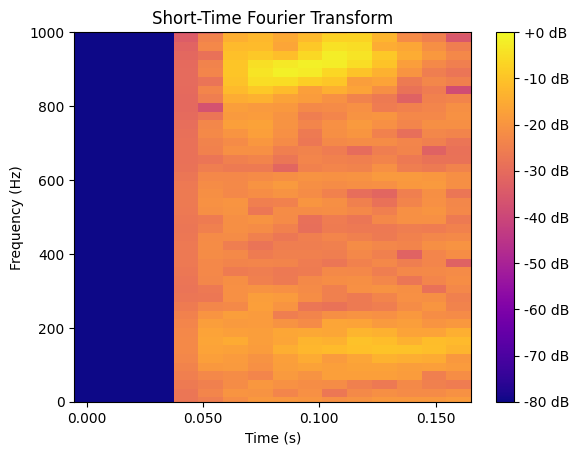 Short-Time Fourier Transform
1000
800
600
400
200
0
Frequency (Hz)
0.000
0.050
0.100
0.150
Time (s)
+0 dB
-10 dB
-20 dB
-30 dB
-40 dB
-50 dB
-60 dB
-70 dB
-80 dB